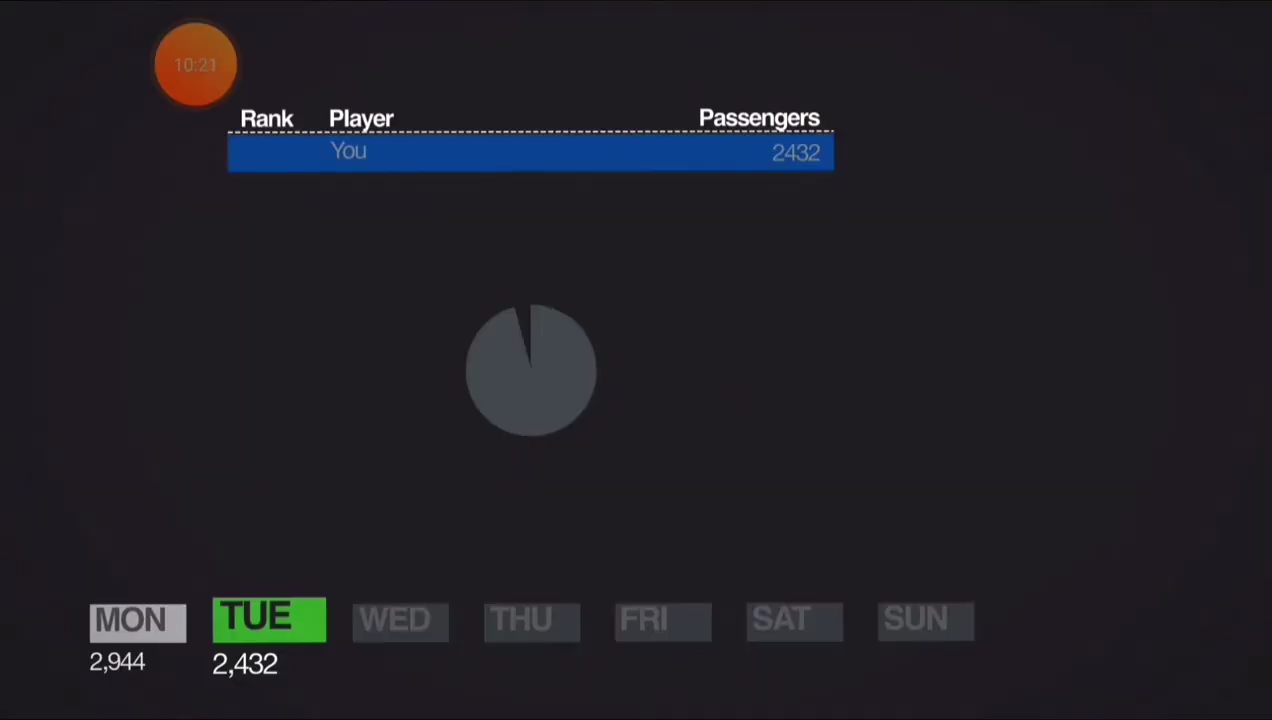 10:21
Rank Player Passengers
You 2432
MON TUE WED THU FRI SAT SUN
2,944 2,432